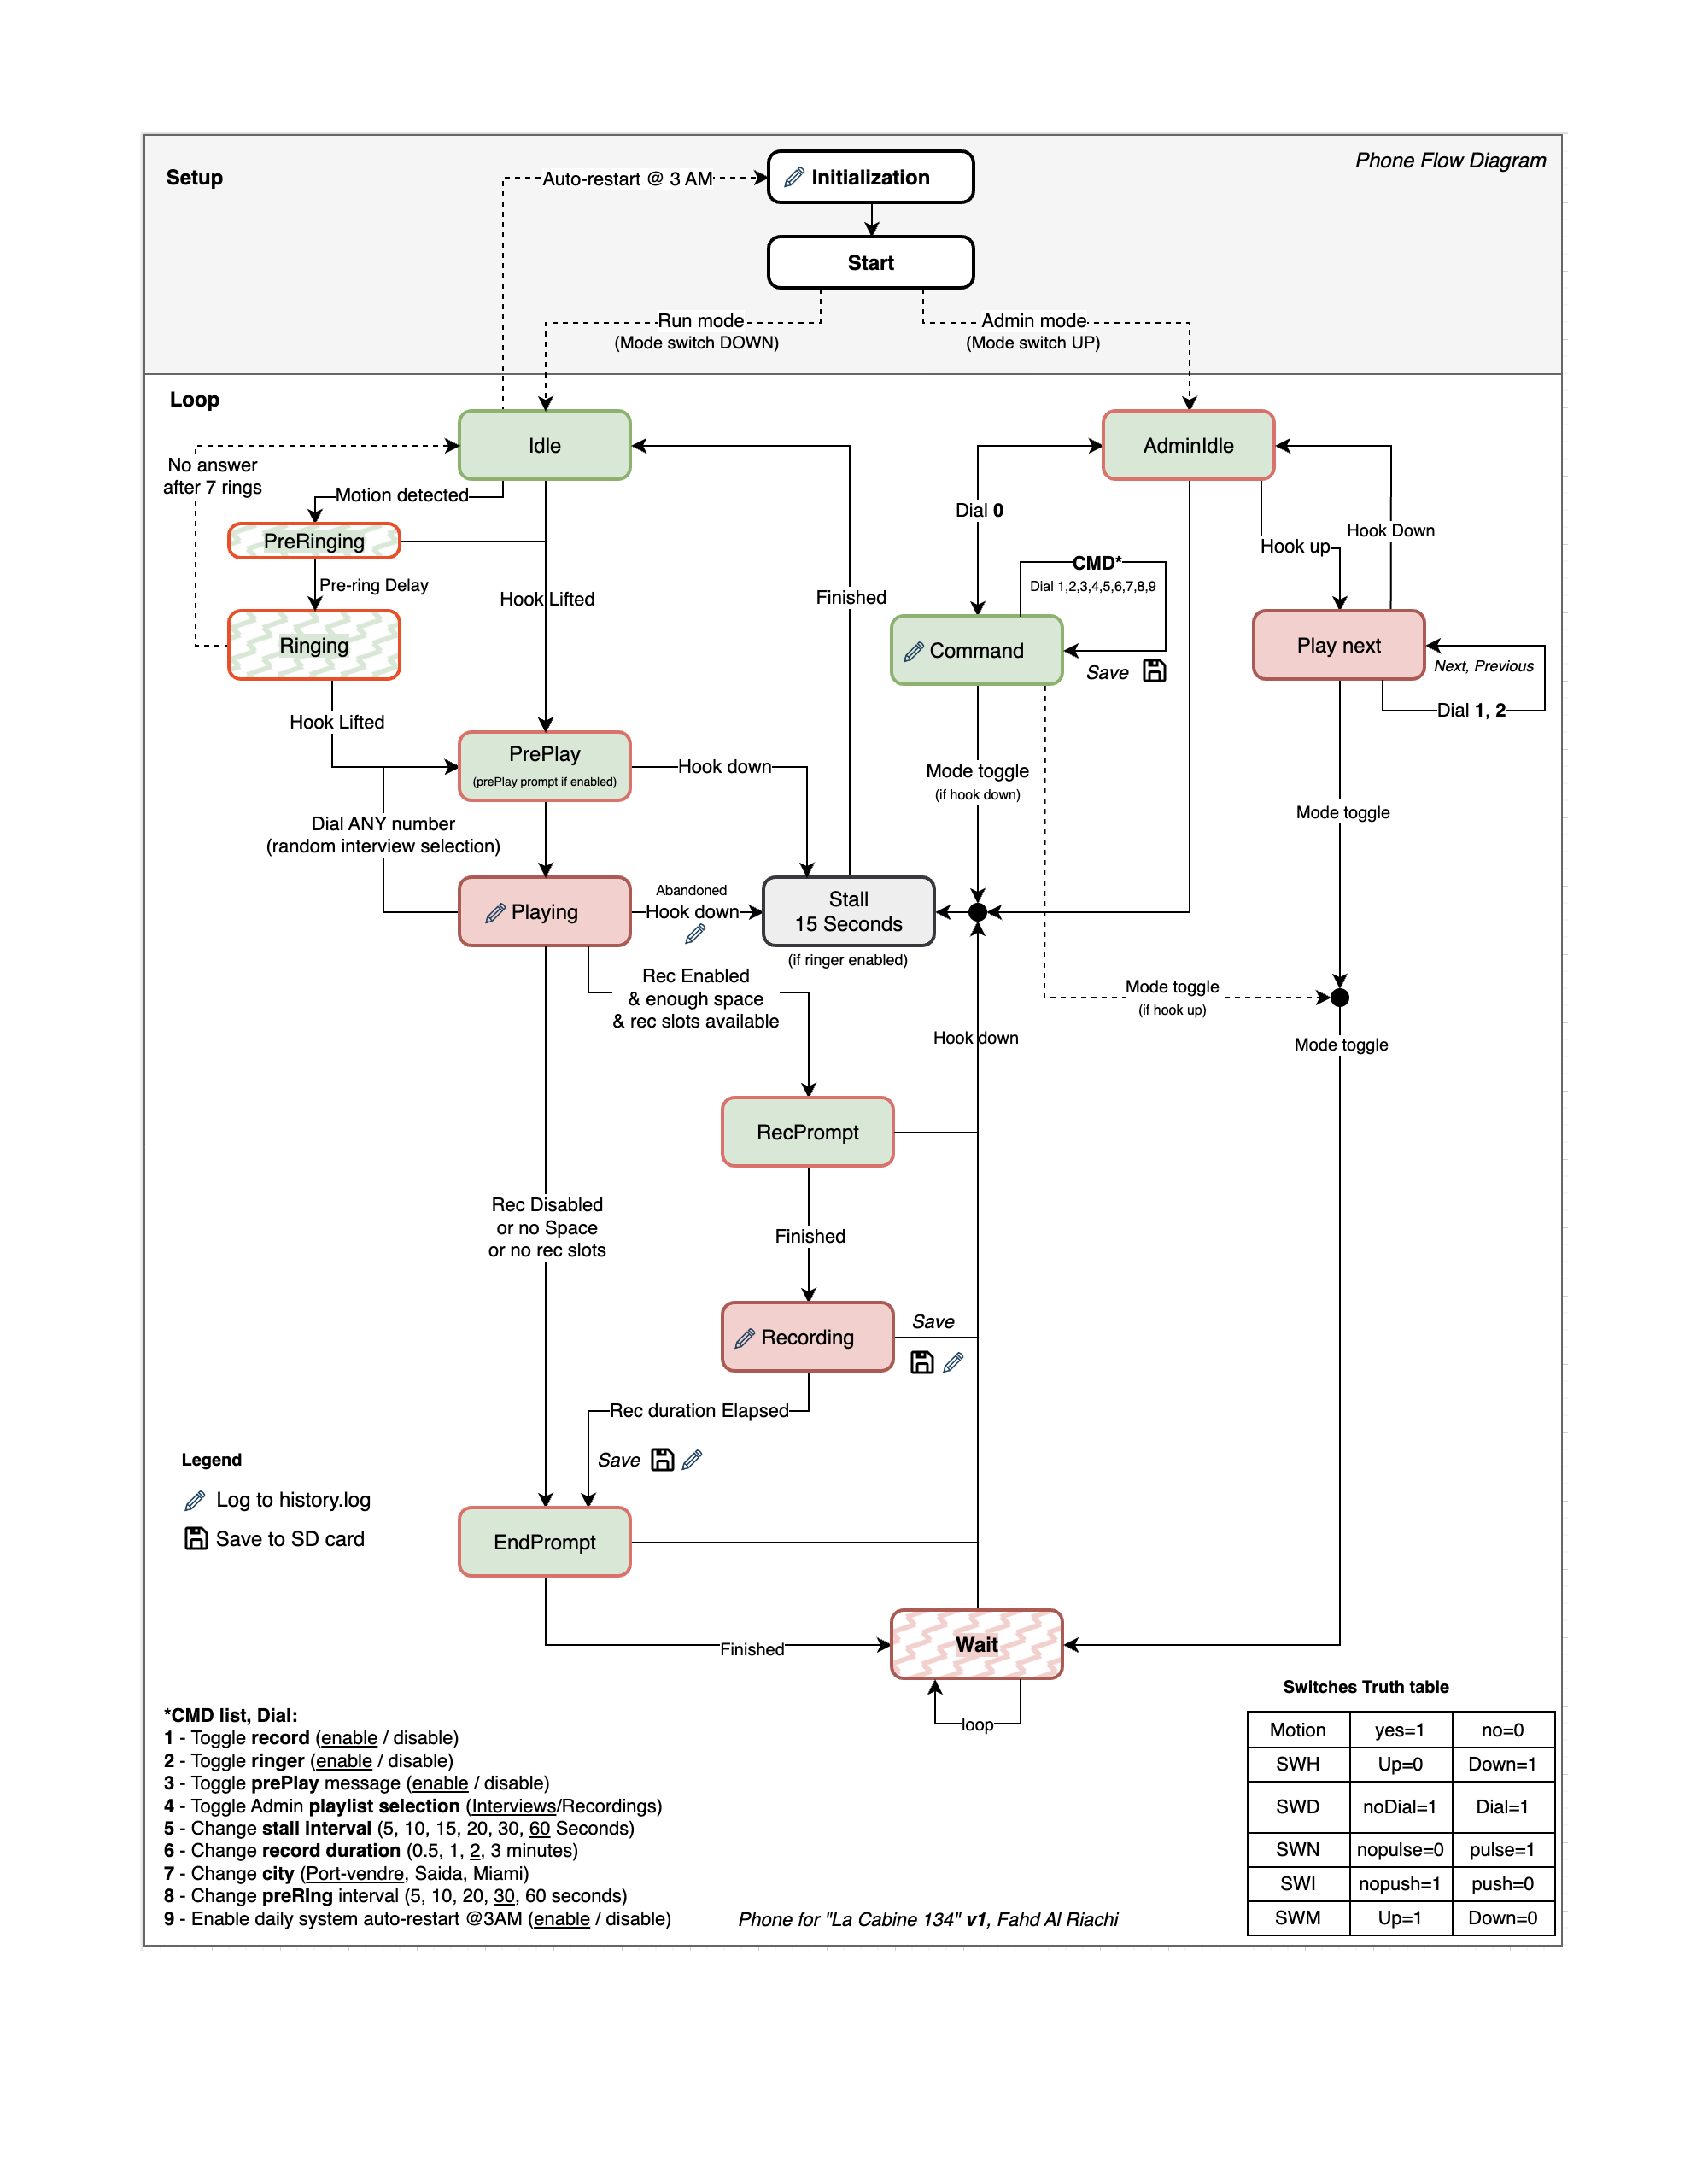 Phone Flow Diagram
Setup
Auto-restart @ 3 AM
Initialization
Start
Run mode
(Mode switch DOWN)
Admin mode
(Mode switch UP)
Loop
Idle
AdminIdle
No answer
after 7 rings
Motion detected
PreRinging
Pre-ring Delay
Ringing
Hook Lifted
Hook Lifted
Finished
Dial 0
CMD*
Dial 1,2,3,4,5,6,7,8,9
Command
Save
Hook up
Hook Down
Play next
Next, Previous
Dial 1, 2
PrePlay
(prePlay prompt if enabled)
Hook down
Mode toggle
(if hook down)
Mode toggle
Dial ANY number
(random interview selection)
Playing
Abandoned
Hook down
Stall
15 Seconds
(if ringer enabled)
Rec Enabled
& enough space
& rec slots available
Mode toggle
(if hook up)
Hook down
Mode toggle
RecPrompt
Rec Disabled
or no Space
or no rec slots
Finished
Recording
Save
Rec duration Elapsed
Save
Legend
Log to history.log
Save to SD card
EndPrompt
Finished
Wait
loop
*CMD list, Dial:
1 - Toggle record (enable / disable)
2 - Toggle ringer (enable / disable)
3 - Toggle prePlay message (enable / disable)
4 - Toggle Admin playlist selection (Interviews/Recordings)
5 - Change stall interval (5, 10, 15, 20, 30, 60 Seconds)
6 - Change record duration (0.5, 1, 2, 3 minutes)
7 - Change city (Port-vendre, Saida, Miami)
8 - Change preRIng interval (5, 10, 20, 30, 60 seconds)
9 - Enable daily system auto-restart @3AM (enable / disable)
Phone for "La Cabine 134" v1, Fahd Al Riachi
Switches Truth table
Motion yes=1 no=0
SWH Up=0 Down=1
SWD noDial=1 Dial=1
SWN nopulse=0 pulse=1
SWI nopush=1 push=0
SWM Up=1 Down=0